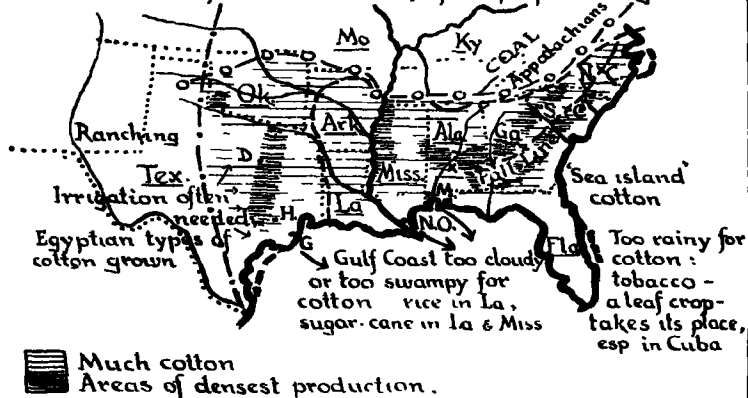 Mo
Ky
COAL
Appalachians
N.C.
S.C.
Ok
Ark
Ala
Ga
Fall Line
Ranching
Tex.
D
Miss
La
M.
N.O.
H
G
Fla
Irrigation often
needed
Egyptian types of
cotton grown
'Sea island'
cotton
Gulf Coast too cloudy
or too swampy for
cotton rice in La,
sugar-cane in La & Miss
Too rainy for
cotton:
tobacco -
a leaf crop-
takes its place,
esp in Cuba
Much cotton
Areas of densest production.